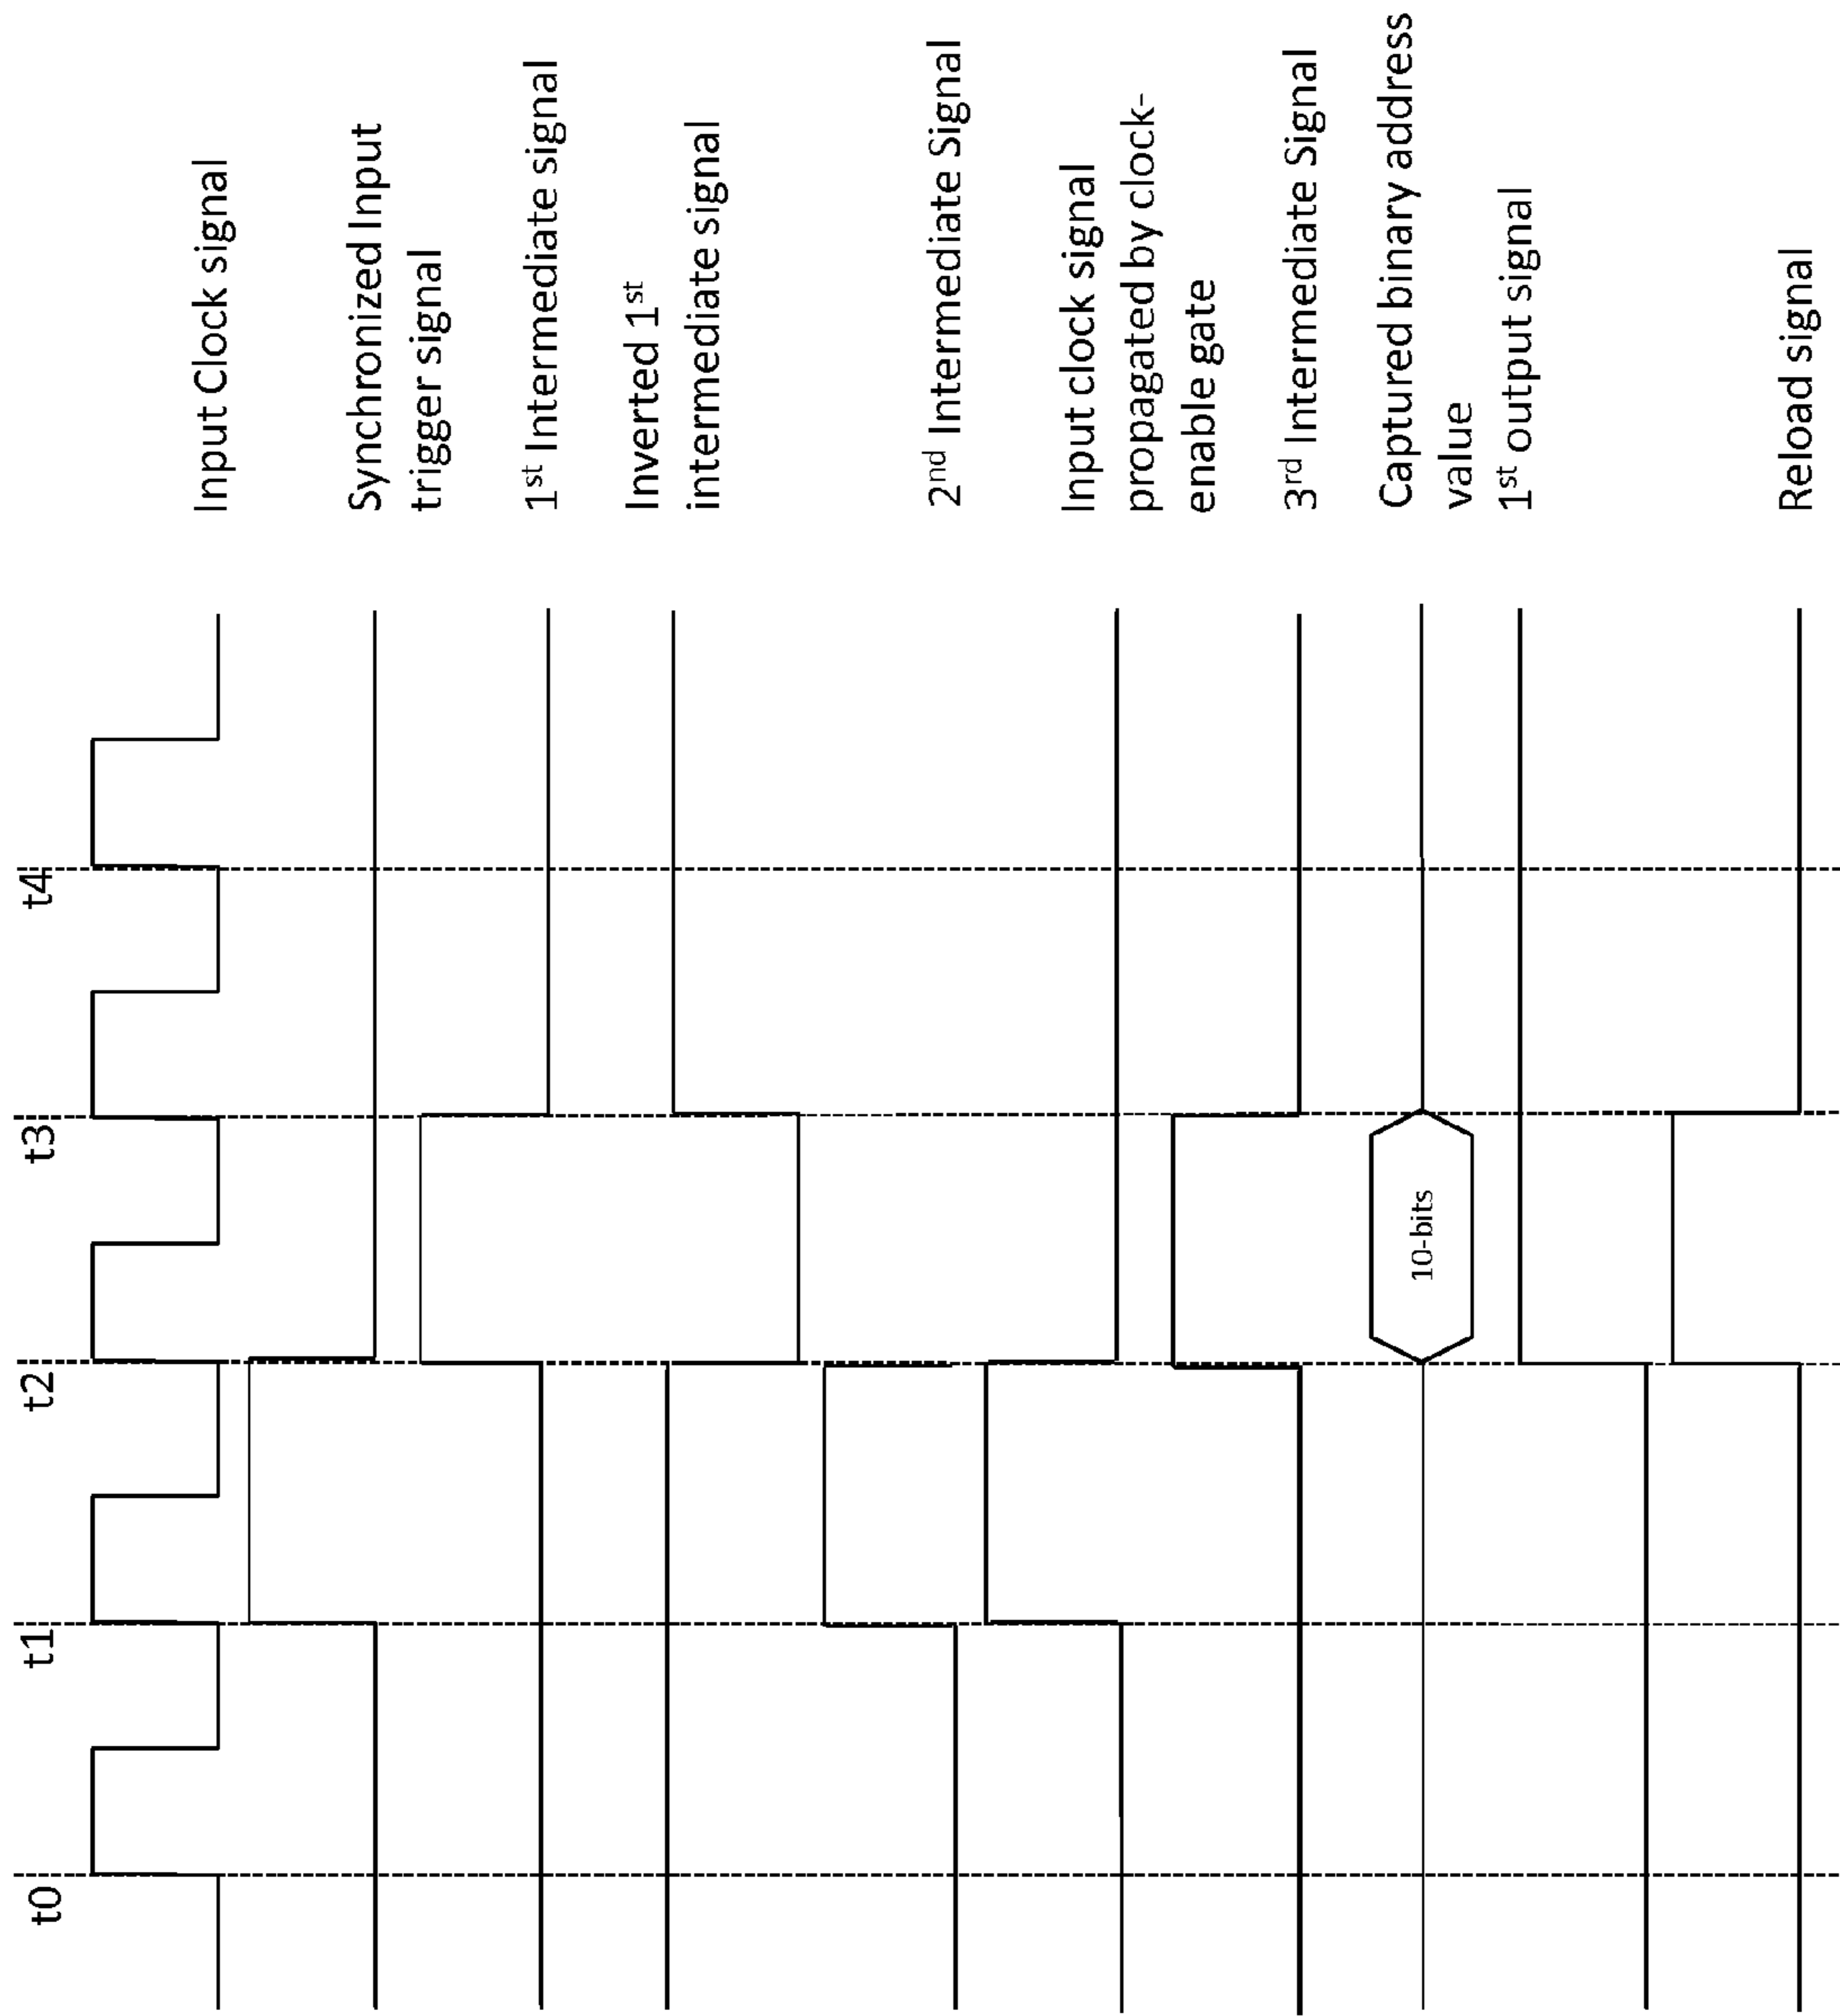 t0
t1
t2
t3
t4
Input Clock signal
Synchronized Input
trigger signal
1st Intermediate signal
Inverted 1st
intermediate signal
2nd Intermediate Signal
Input clock signal
propagated by clock-
enable gate
3rd Intermediate Signal
10-bits
Captured binary address
value
1st output signal
Reload signal